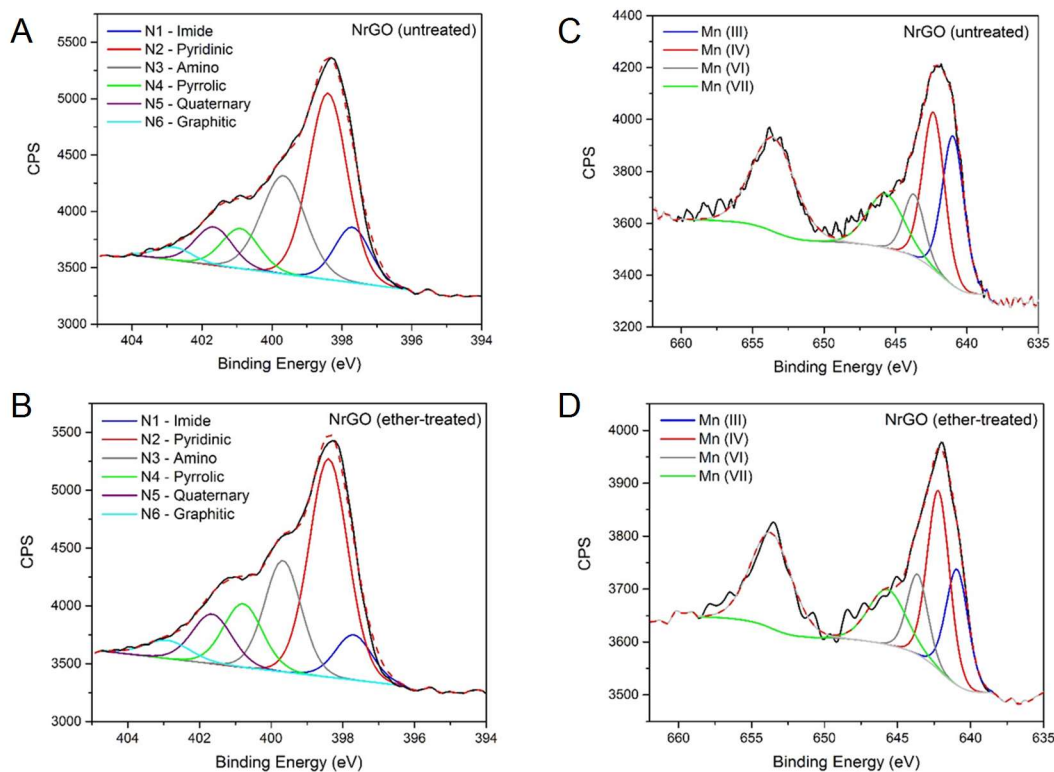 A
NrGO (untreated)
N1 - Imide
N2 - Pyridinic
N3 - Amino
N4 - Pyrrolic
N5 - Quaternary
N6 - Graphitic
5500
5000
4500
4000
3500
3000
CPS
404 402 400 398 396 394
Binding Energy (eV)
C
NrGO (untreated)
Mn (III)
Mn (IV)
Mn (VI)
Mn (VII)
4400
4200
4000
3800
3600
3400
3200
CPS
660 655 650 645 640 635
Binding Energy (eV)
B
NrGO (ether-treated)
N1 - Imide
N2 - Pyridinic
N3 - Amino
N4 - Pyrrolic
N5 - Quaternary
N6 - Graphitic
5500
5000
4500
4000
3500
3000
CPS
404 402 400 398 396 394
Binding Energy (eV)
D
NrGO (ether-treated)
Mn (III)
Mn (IV)
Mn (VI)
Mn (VII)
4000
3900
3800
3700
3600
3500
CPS
660 655 650 645 640 635
Binding Energy (eV)